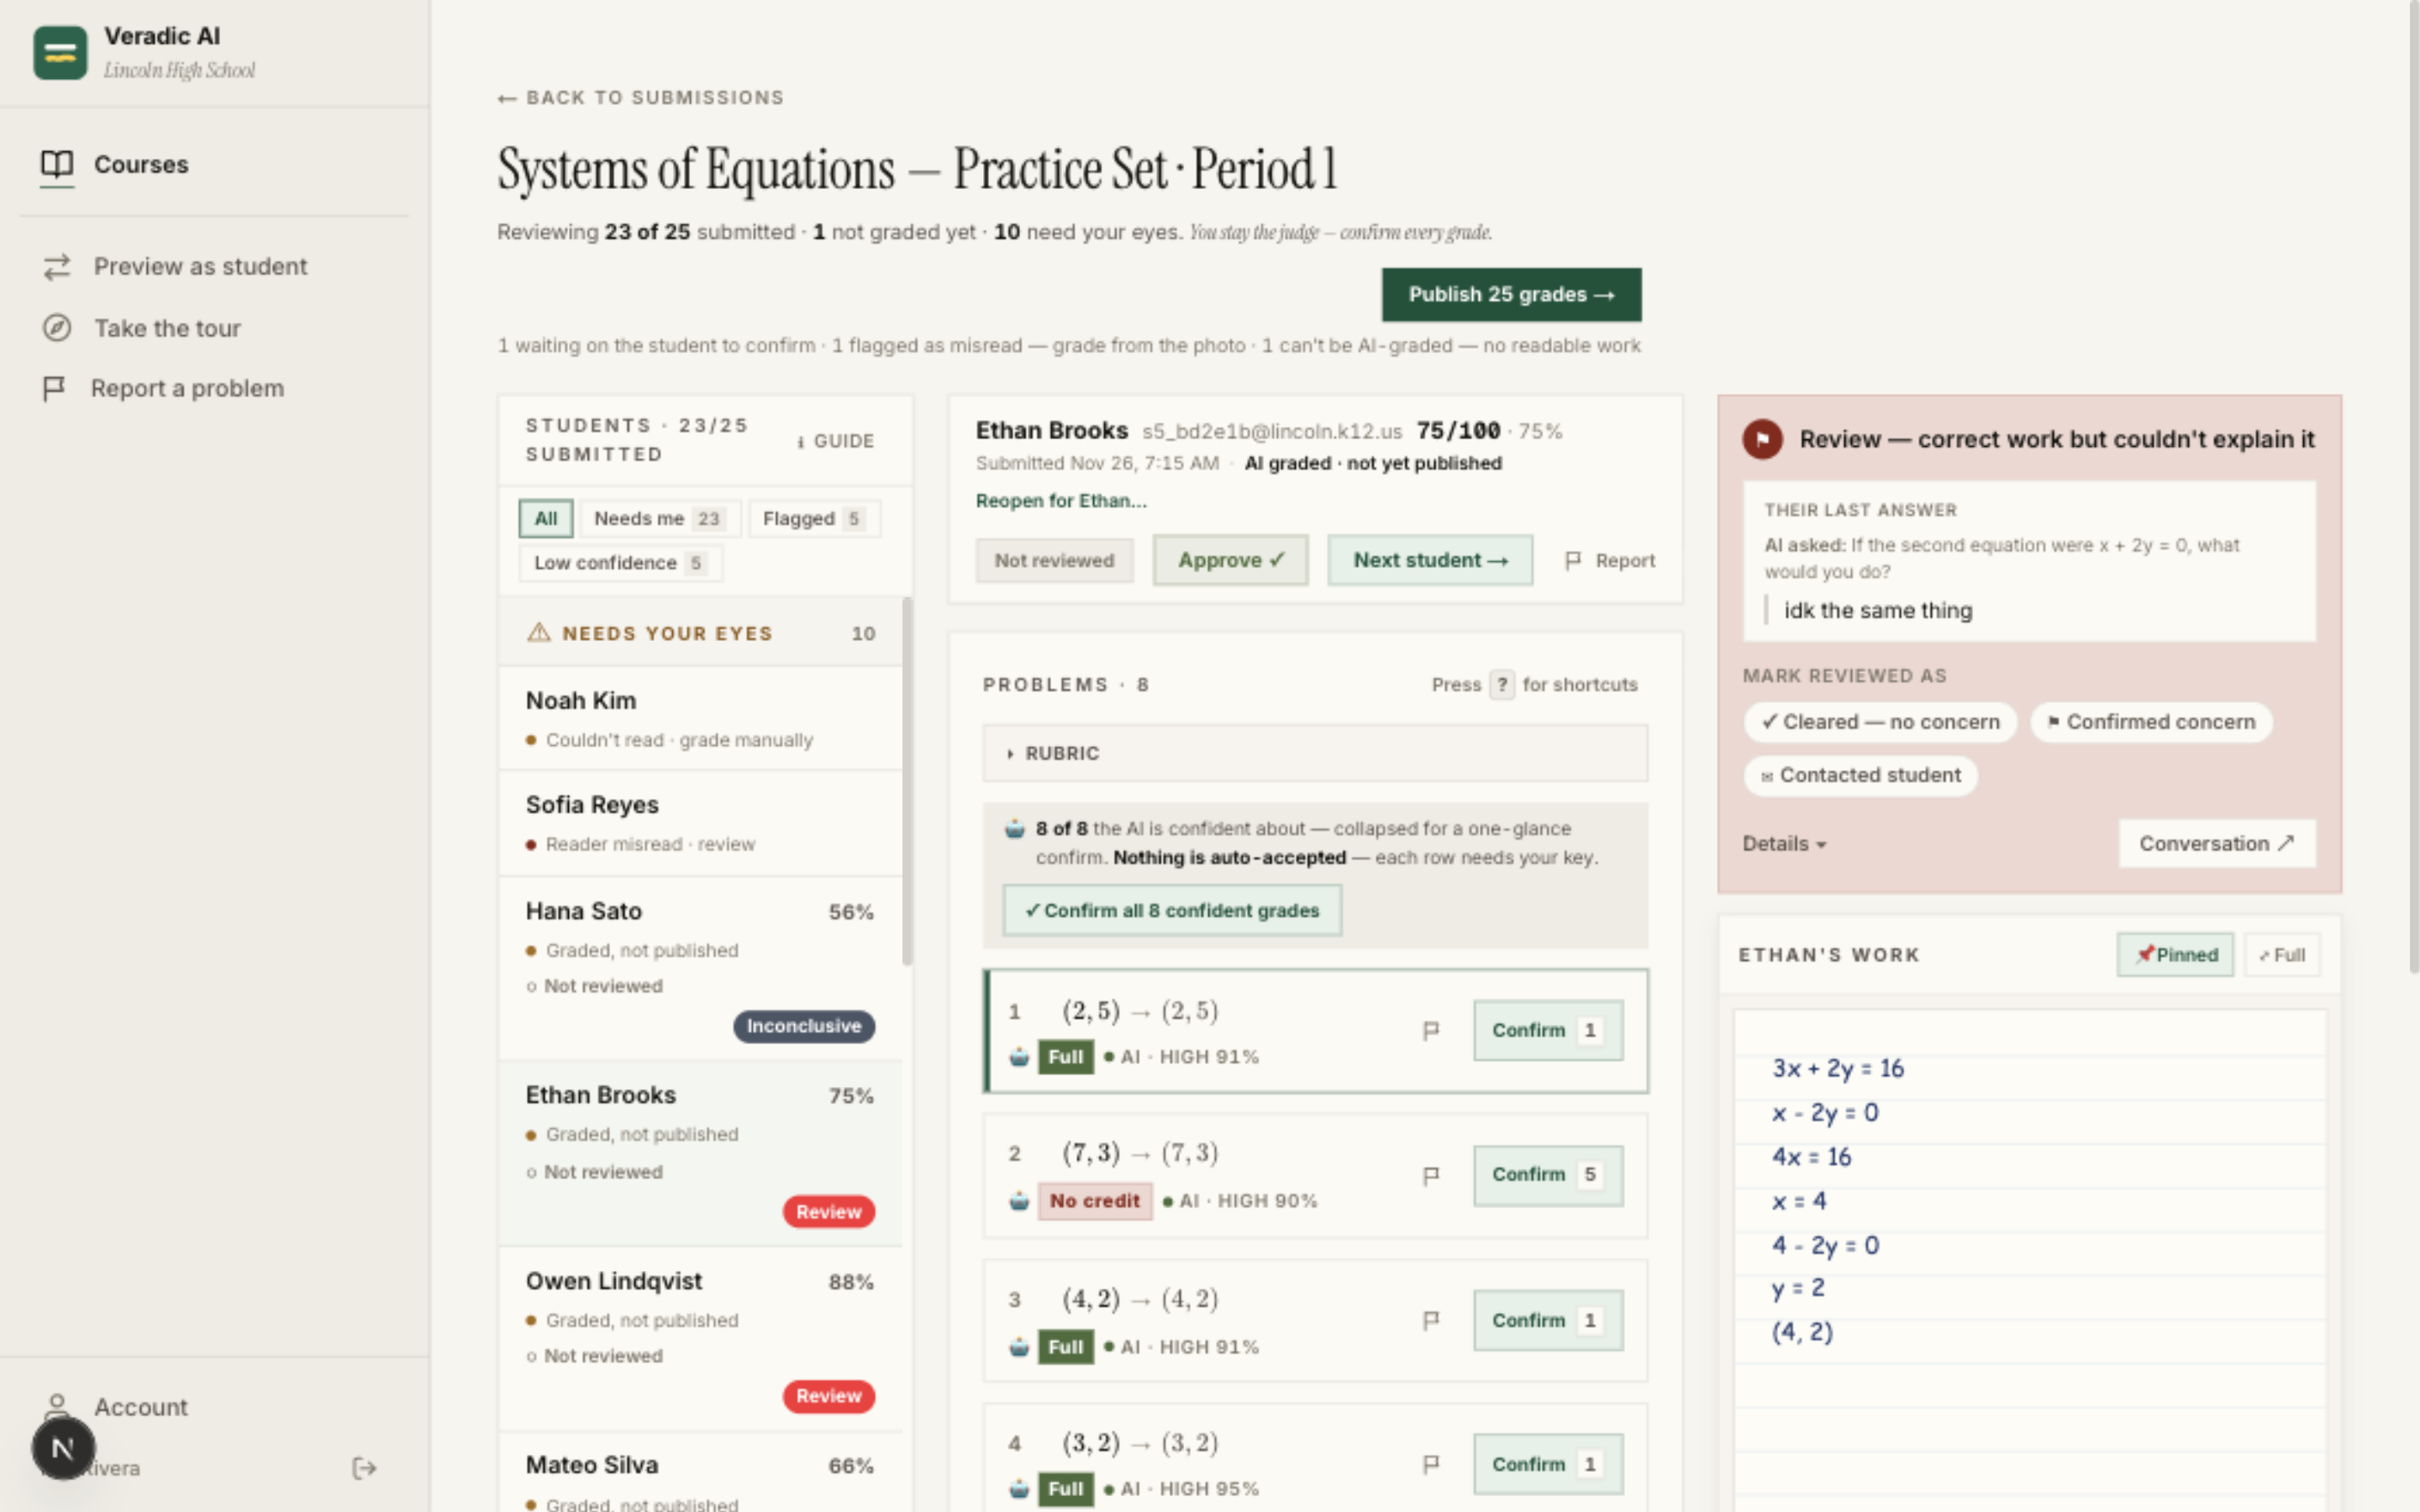 Veradic AI
Lincoln High School
Courses
Preview as student
Take the tour
Report a problem
Account
N
ivera
← BACK TO SUBMISSIONS
Systems of Equations — Practice Set · Period 1
Reviewing 23 of 25 submitted · 1 not graded yet · 10 need your eyes. You stay the judge — confirm every grade.
Publish 25 grades →
1 waiting on the student to confirm · 1 flagged as misread — grade from the photo · 1 can't be AI-graded — no readable work
STUDENTS · 23/25
SUBMITTED
i GUIDE
All
Needs me 23
Flagged 5
Low confidence 5
⚠ NEEDS YOUR EYES 10
Noah Kim
Couldn't read · grade manually
Sofia Reyes
Reader misread · review
Hana Sato 56%
Graded, not published
○ Not reviewed
Inconclusive
Ethan Brooks 75%
Graded, not published
○ Not reviewed
Review
Owen Lindqvist 88%
Graded, not published
○ Not reviewed
Review
Mateo Silva 66%
Graded, not published
Ethan Brooks s5_bd2e1b@lincoln.k12.us 75/100 · 75%
Submitted Nov 26, 7:15 AM · AI graded · not yet published
Reopen for Ethan...
Not reviewed
Approve ✓
Next student →
Report
PROBLEMS · 8
Press ? for shortcuts
▸ RUBRIC
8 of 8 the AI is confident about — collapsed for a one-glance
confirm. Nothing is auto-accepted — each row needs your key.
✓ Confirm all 8 confident grades
1 (2, 5) → (2, 5)
Full ● AI · HIGH 91%
Confirm 1
2 (7, 3) → (7, 3)
No credit ● AI · HIGH 90%
Confirm 5
3 (4, 2) → (4, 2)
Full ● AI · HIGH 91%
Confirm 1
4 (3, 2) → (3, 2)
Full ● AI · HIGH 95%
Confirm 1
Review — correct work but couldn't explain it
THEIR LAST ANSWER
AI asked: If the second equation were x + 2y = 0, what
would you do?
idk the same thing
MARK REVIEWED AS
✓ Cleared — no concern
⚑ Confirmed concern
✉ Contacted student
Details ▾
Conversation ↗
ETHAN'S WORK
📌Pinned
⤢ Full
3x + 2y = 16
x - 2y = 0
4x = 16
x = 4
4 - 2y = 0
y = 2
(4, 2)